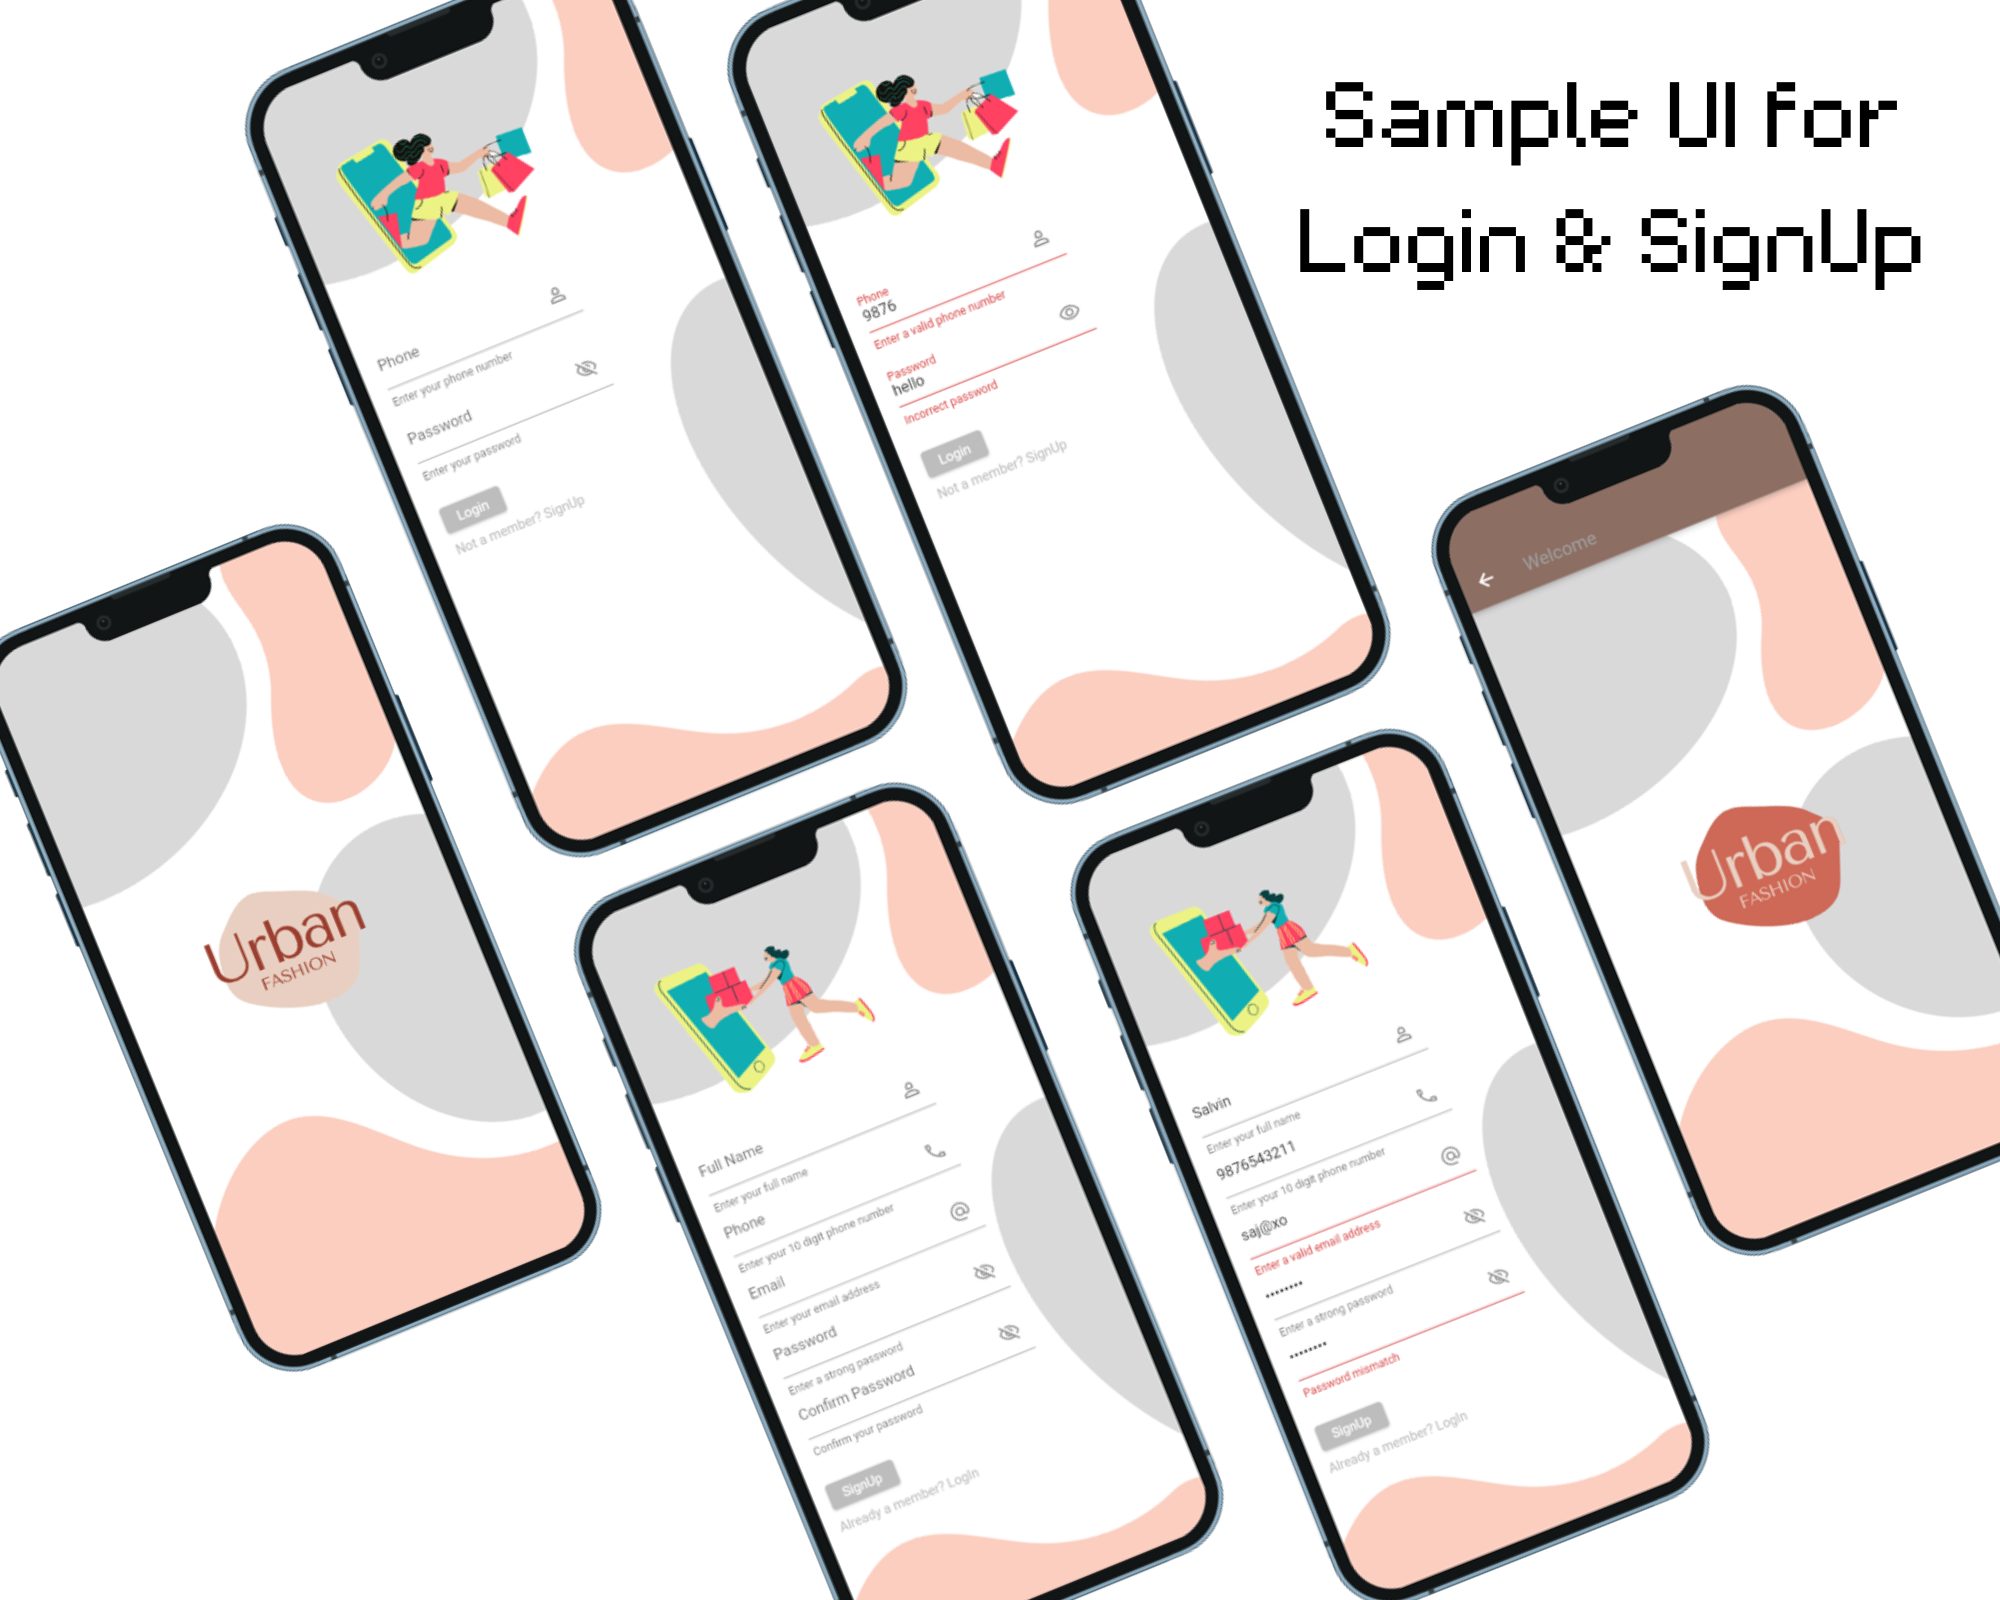 Sample UI for
Login & SignUp
Phone
Enter your phone number
Password
Enter your password
Login
Not a member? SignUp
Phone
9876
Enter a valid phone number
Password
hello
Incorrect password
Login
Not a member? SignUp
Welcome
Urban
FASHION
Urban
FASHION
Full Name
Enter your full name
Phone
Enter your 10 digit phone number
Email
Enter your email address
Password
Enter a strong password
Confirm Password
Confirm your password
SignUp
Already a member? LogIn
Salvin
Enter your full name
9876543211
Enter your 10 digit phone number
saj@xo
Enter a valid email address
••••••••
Enter a strong password
••••••••
Password mismatch
SignUp
Already a member? LogIn